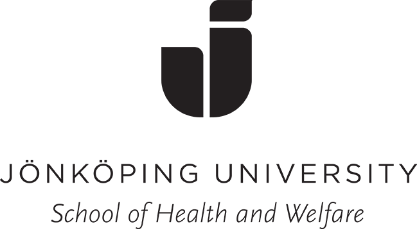 JÖNKÖPING UNIVERSITY
School of Health and Welfare